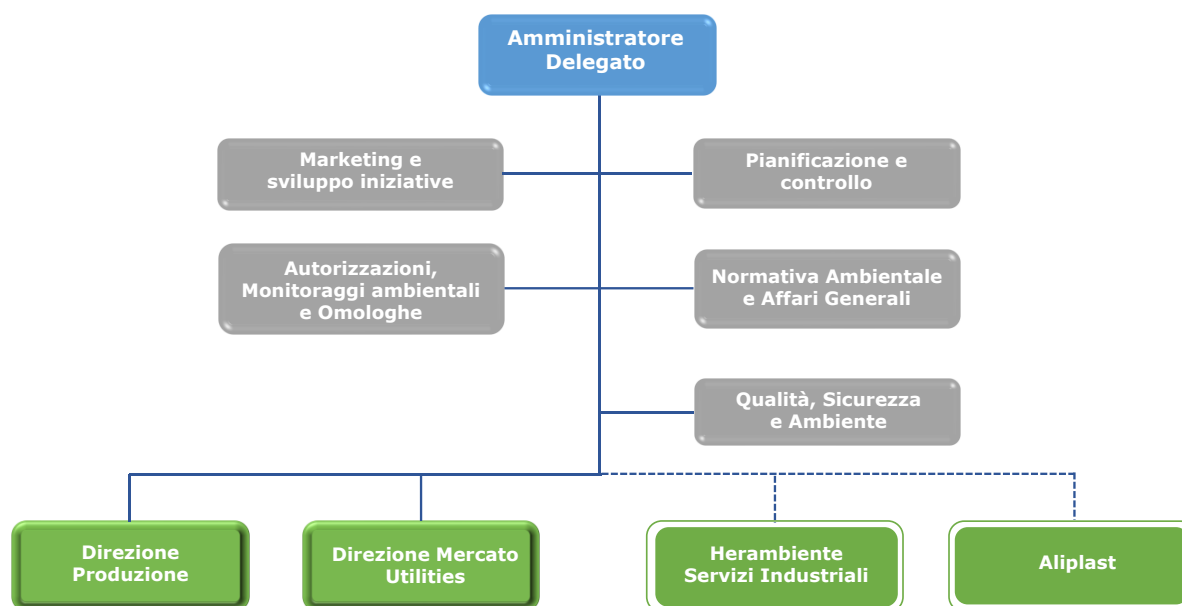 Amministratore
Delegato
Marketing e
sviluppo iniziative
Pianificazione e
controllo
Autorizzazioni,
Monitoraggi ambientali
e Omologhe
Normativa Ambientale
e Affari Generali
Qualità, Sicurezza
e Ambiente
Direzione
Produzione
Direzione Mercato
Utilities
Herambiente
Servizi Industriali
Aliplast